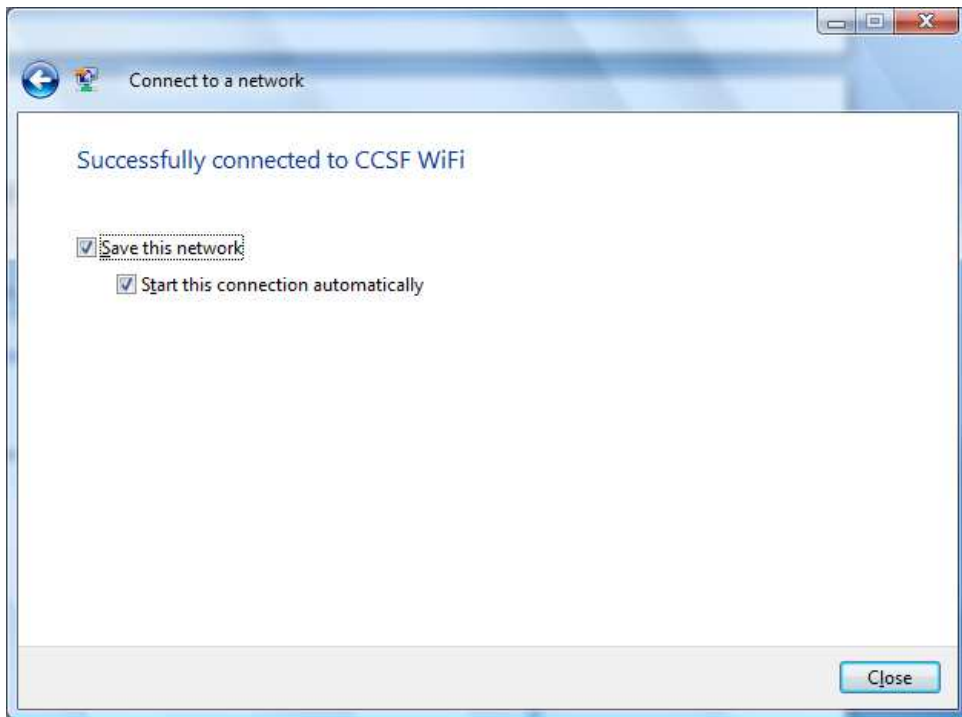 Connect to a network
Successfully connected to CCSF WiFi
Save this network
Start this connection automatically
Close